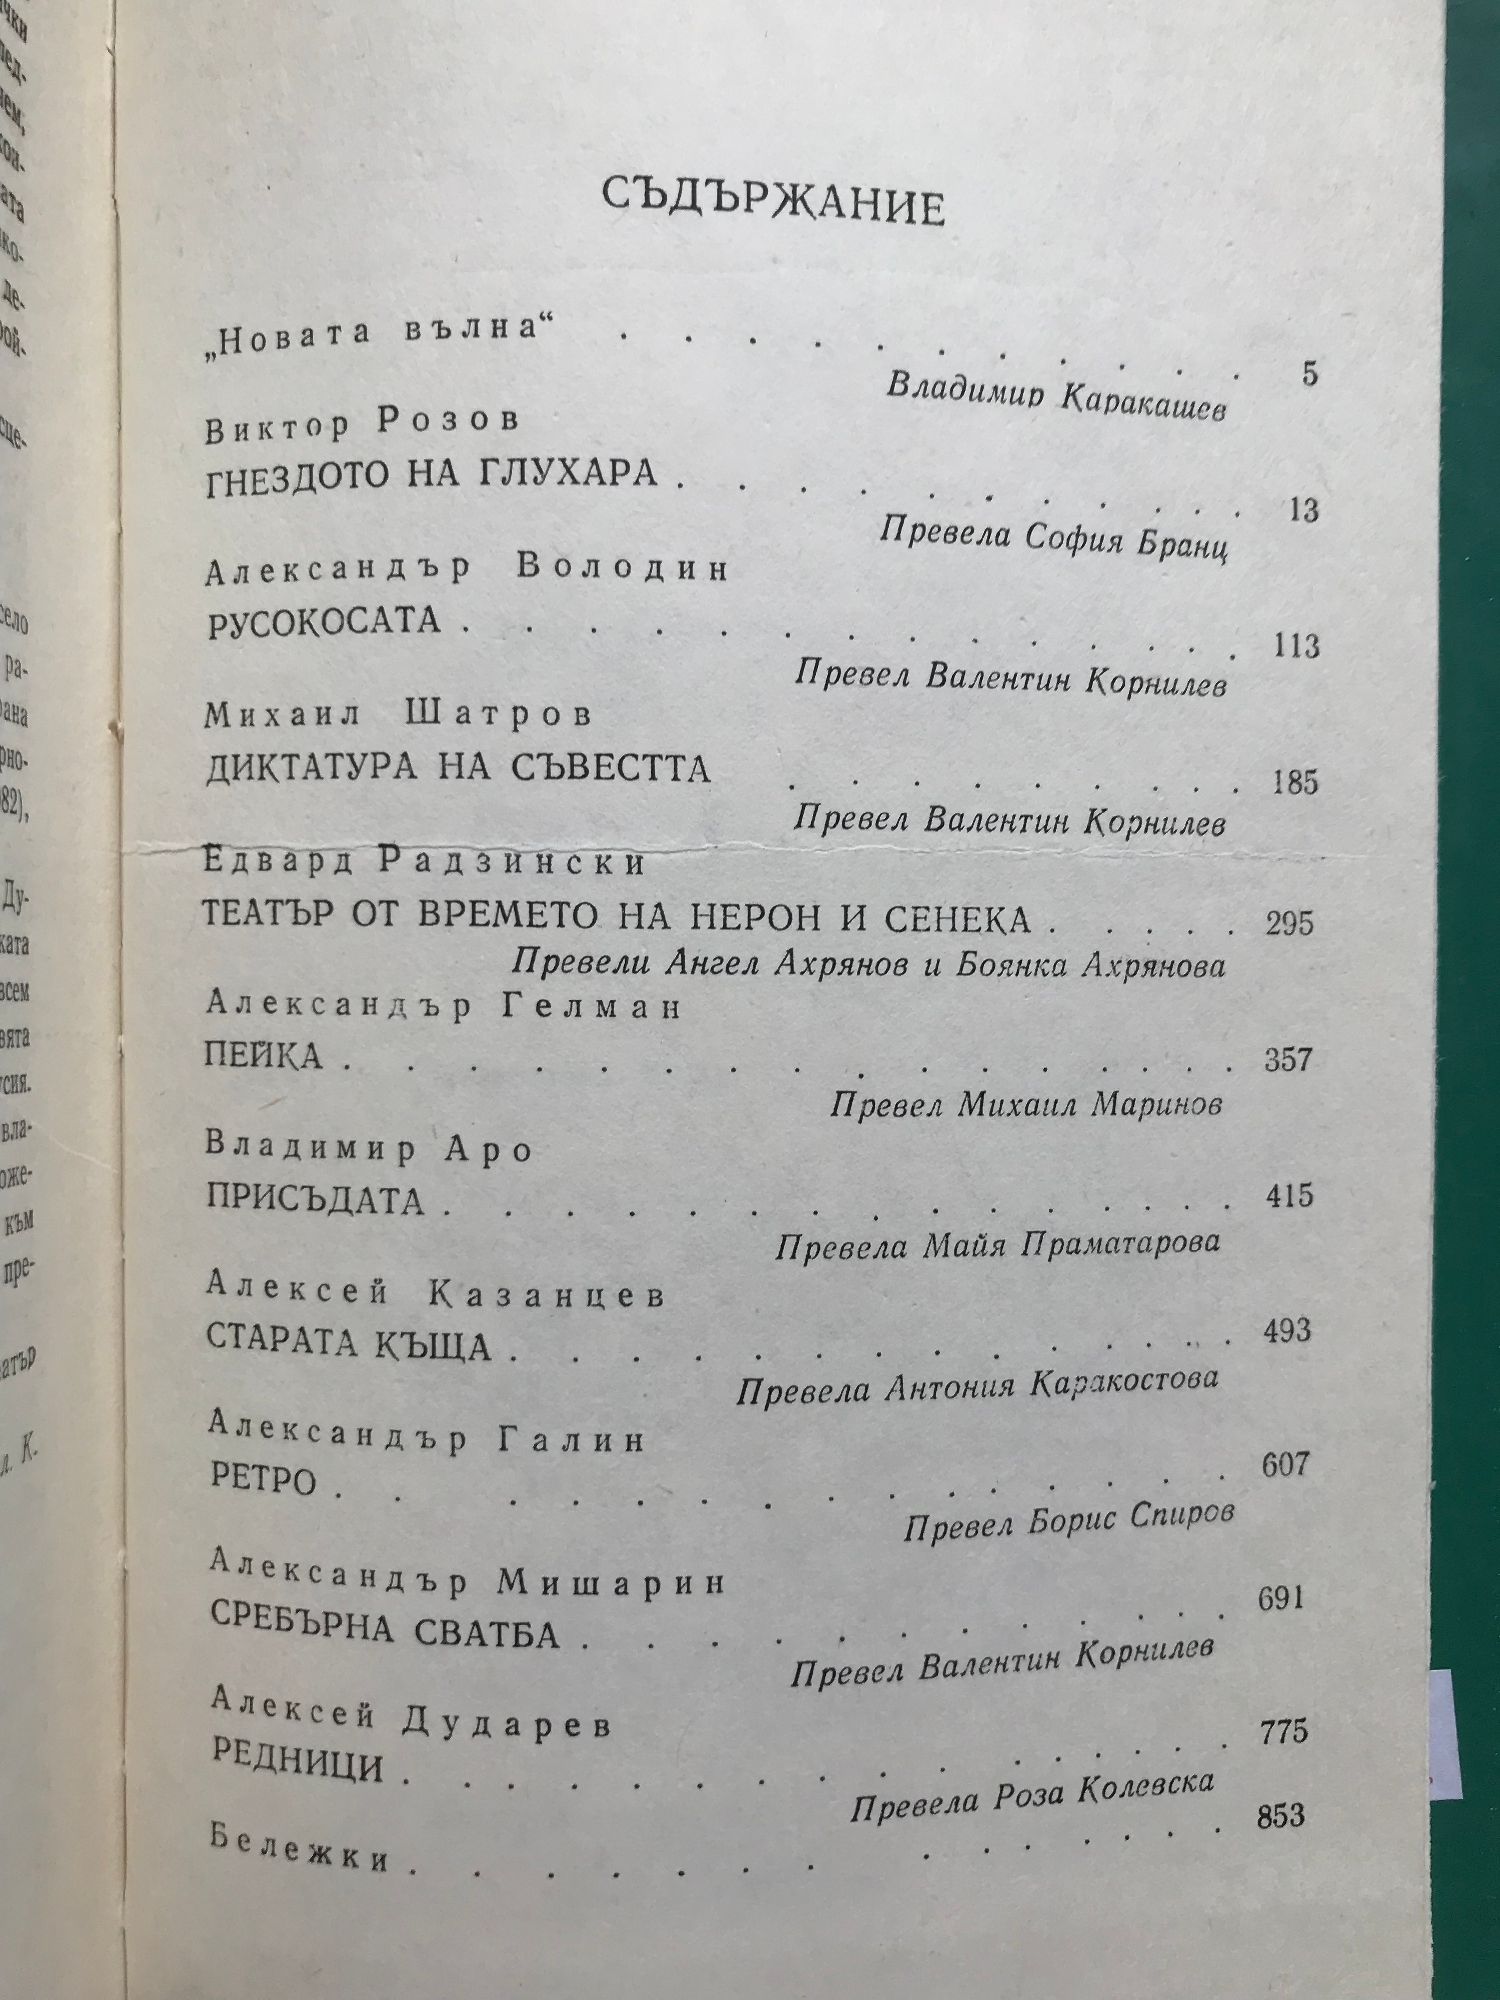 СЪДЪРЖАНИЕ
„Новата вълна“ . . . . . . . . . . 5
Владимир Каракашев
Виктор Розов
ГНЕЗДОТО НА ГЛУХАРА . . . . . . . . . . 13
Превела София Бранц
Александър Володин
РУСОКОСАТА . . . . . . . . . . . . . 113
Превел Валентин Корнилев
Михаил Шатров
ДИКТАТУРА НА СЪВЕСТТА . . . . . . . . 185
Превел Валентин Корнилев
Едвард Радзински
ТЕАТЪР ОТ ВРЕМЕТО НА НЕРОН И СЕНЕКА . . . . . 295
Превели Ангел Ахрянов и Боянка Ахрянова
Александър Гелман
ПЕЙКА . . . . . . . . . . . . . . . 357
Превел Михаил Маринов
Владимир Аро
ПРИСЪДАТА . . . . . . . . . . . . . 415
Превела Майя Праматарова
Алексей Казанцев
СТАРАТА КЪЩА . . . . . . . . . . . . 493
Превела Антония Каракостова
Александър Галин
РЕТРО . . . . . . . . . . . . . . 607
Превел Борис Спиров
Александър Мишарин
СРЕБЪРНА СВАТБА . . . . . . . . . . . 691
Превел Валентин Корнилев
Алексей Дударев
РЕДНИЦИ . . . . . . . . . . . . . . 775
Превела Роза Колевска
Бележки . . . . . . . . . . . . . 853